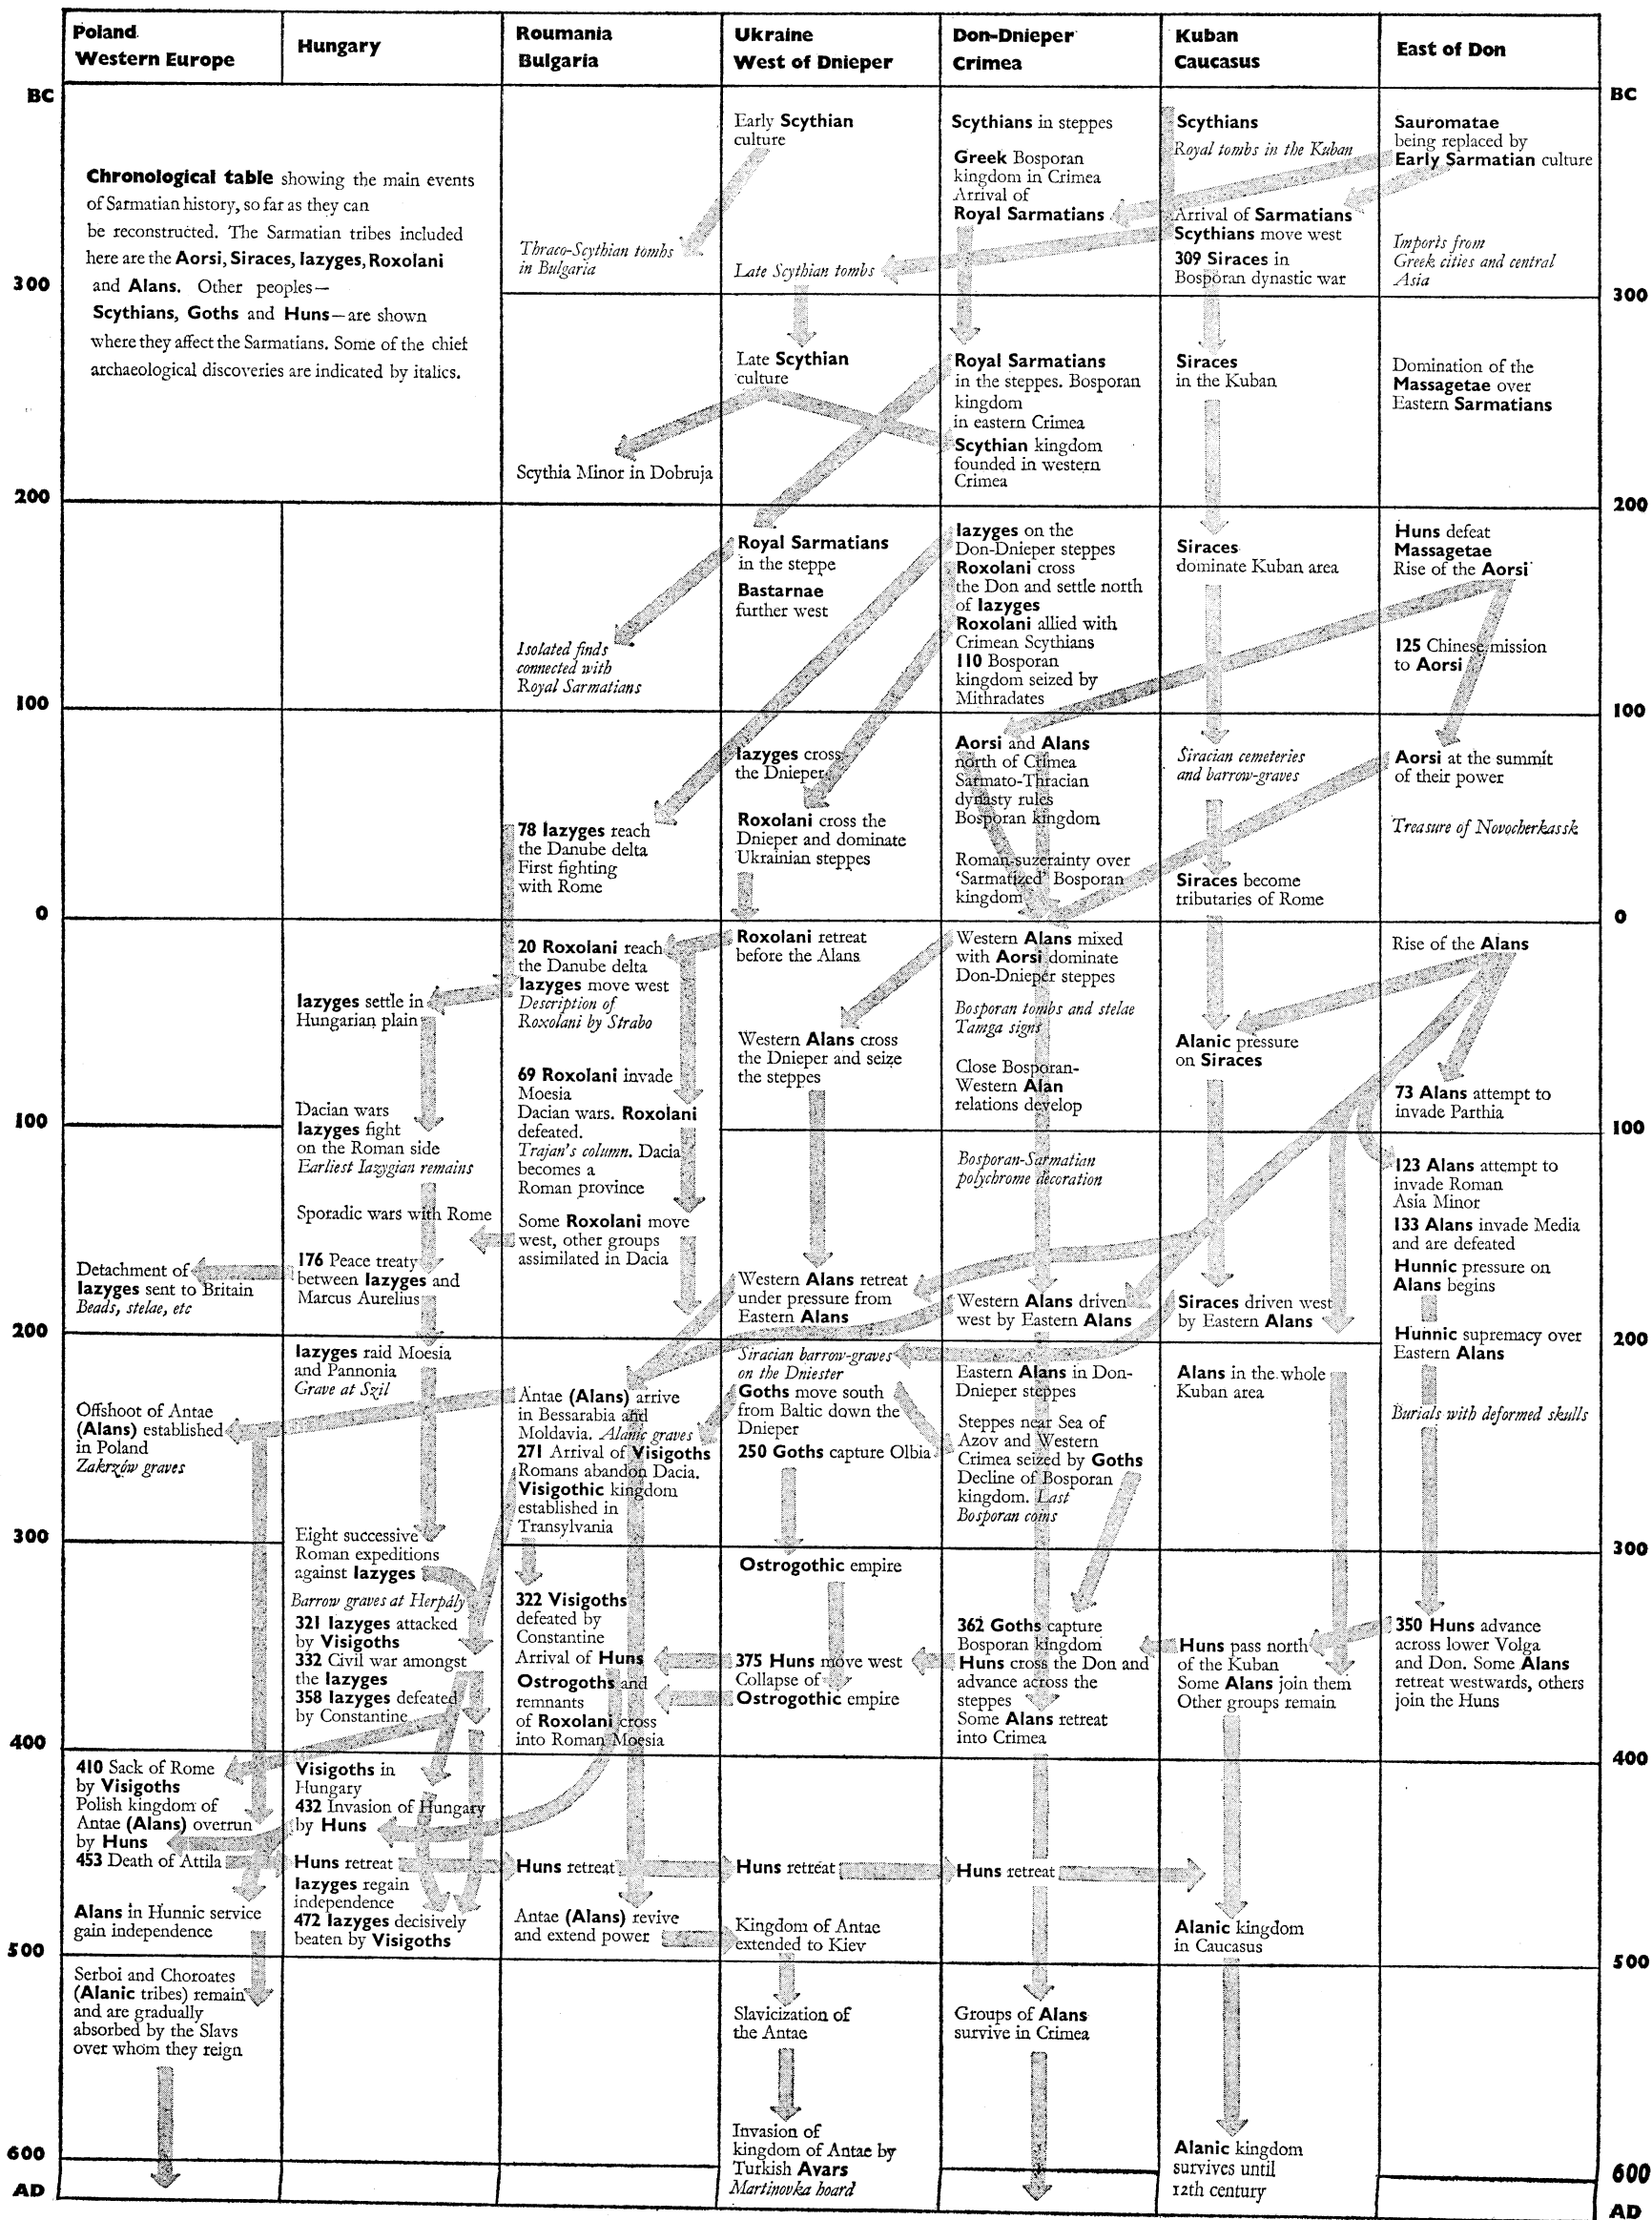 Poland
Western Europe
Hungary
Roumania
Bulgaria
Ukraine
West of Dnieper
Don-Dnieper
Crimea
Kuban
Caucasus
East of Don
BC
BC
Chronological table showing the main events
of Sarmatian history, so far as they can
be reconstructed. The Sarmatian tribes included
here are the Aorsi, Siraces, Iazyges, Roxolani
and Alans. Other peoples—
Scythians, Goths and Huns—are shown
where they affect the Sarmatians. Some of the chief
archaeological discoveries are indicated by italics.
Thraco-Scythian tombs
in Bulgaria
Early Scythian
culture
Late Scythian tombs
Scythians in steppes
Greek Bosporan
kingdom in Crimea
Arrival of
Royal Sarmatians
Scythians
Royal tombs in the Kuban
Arrival of Sarmatians
Scythians move west
309 Siraces in
Bosporan dynastic war
Sauromatae
being replaced by
Early Sarmatian culture
Imports from
Greek cities and central
Asia
300
300
Scythia Minor in Dobruja
Late Scythian
culture
Royal Sarmatians
in the steppes. Bosporan
kingdom
in eastern Crimea
Scythian kingdom
founded in western
Crimea
Siraces
in the Kuban
Domination of the
Massagetae over
Eastern Sarmatians
200
200
Isolated finds
connected with
Royal Sarmatians
Royal Sarmatians
in the steppe
Bastarnae
further west
Iazyges on the
Don-Dnieper steppes
Roxolani cross
the Don and settle north
of Iazyges
Roxolani allied with
Crimean Scythians
110 Bosporan
kingdom seized by
Mithradates
Siraces
dominate Kuban area
Huns defeat
Massagetae
Rise of the Aorsi
125 Chinese mission
to Aorsi
100
100
78 Iazyges reach
the Danube delta
First fighting
with Rome
Iazyges cross
the Dnieper
Roxolani cross the
Dnieper and dominate
Ukrainian steppes
Aorsi and Alans
north of Crimea
Sarmato-Thracian
dynasty rules
Bosporan kingdom
Roman suzerainty over
'Sarmatized' Bosporan
kingdom
Siracian cemeteries
and barrow-graves
Siraces become
tributaries of Rome
Aorsi at the summit
of their power
Treasure of Novocherkassk
0
0
Iazyges settle in
Hungarian plain
Dacian wars
Iazyges fight
on the Roman side
Earliest Iazygian remains
20 Roxolani reach
the Danube delta
Iazyges move west
Description of
Roxolani by Strabo
69 Roxolani invade
Moesia
Dacian wars. Roxolani
defeated.
Trajan's column. Dacia
becomes a
Roman province
Roxolani retreat
before the Alans
Western Alans cross
the Dnieper and seize
the steppes
Western Alans mixed
with Aorsi dominate
Don-Dnieper steppes
Bosporan tombs and stelae
Tamga signs
Close Bosporan-
Western Alan
relations develop
Alanic pressure
on Siraces
Rise of the Alans
73 Alans attempt to
invade Parthia
100
100
Detachment of
Iazyges sent to Britain
Beads, stelae, etc
Sporadic wars with Rome
176 Peace treaty
between Iazyges and
Marcus Aurelius
Some Roxolani move
west, other groups
assimilated in Dacia
Western Alans retreat
under pressure from
Eastern Alans
Bosporan-Sarmatian
polychrome decoration
Western Alans driven
west by Eastern Alans
Siraces driven west
by Eastern Alans
123 Alans attempt to
invade Roman
Asia Minor
133 Alans invade Media
and are defeated
Hunnic pressure on
Alans begins
200
200
Offshoot of Antae
(Alans) established
in Poland
Zakrzów graves
Iazyges raid Moesia
and Pannonia
Grave at Szil
Eight successive
Roman expeditions
against Iazyges
Antae (Alans) arrive
in Bessarabia and
Moldavia. Alanic graves
271 Arrival of Visigoths
Romans abandon Dacia.
Visigothic kingdom
established in
Transylvania
Siracian barrow-graves
on the Dniester
Goths move south
from Baltic down the
Dnieper
250 Goths capture Olbia
Eastern Alans in Don-
Dnieper steppes
Steppes near Sea of
Azov and Western
Crimea seized by Goths
Decline of Bosporan
kingdom. Last
Bosporan coins
Alans in the whole
Kuban area
Hunnic supremacy over
Eastern Alans
Burials with deformed skulls
300
300
Barrow graves at Herpály
321 Iazyges attacked
by Visigoths
332 Civil war amongst
the Iazyges
358 Iazyges defeated
by Constantine
322 Visigoths
defeated by
Constantine
Arrival of Huns
Ostrogoths and
remnants
of Roxolani cross
into Roman Moesia
Ostrogothic empire
375 Huns move west
Collapse of
Ostrogothic empire
362 Goths capture
Bosporan kingdom
Huns cross the Don and
advance across the
steppes
Some Alans retreat
into Crimea
Huns pass north
of the Kuban
Some Alans join them
Other groups remain
350 Huns advance
across lower Volga
and Don. Some Alans
retreat westwards, others
join the Huns
400
400
410 Sack of Rome
by Visigoths
Polish kingdom of
Antae (Alans) overrun
by Huns
453 Death of Attila
Alans in Hunnic service
gain independence
Visigoths in
Hungary
432 Invasion of Hungary
by Huns
Huns retreat
Iazyges regain
independence
472 Iazyges decisively
beaten by Visigoths
Huns retreat
Antae (Alans) revive
and extend power
Huns retreat
Kingdom of Antae
extended to Kiev
Huns retreat
Alanic kingdom
in Caucasus
500
500
Serboi and Choroates
(Alanic tribes) remain
and are gradually
absorbed by the Slavs
over whom they reign
Slavicization of
the Antae
Invasion of
kingdom of Antae by
Turkish Avars
Martinovka hoard
Groups of Alans
survive in Crimea
Alanic kingdom
survives until
12th century
600
600
AD
AD